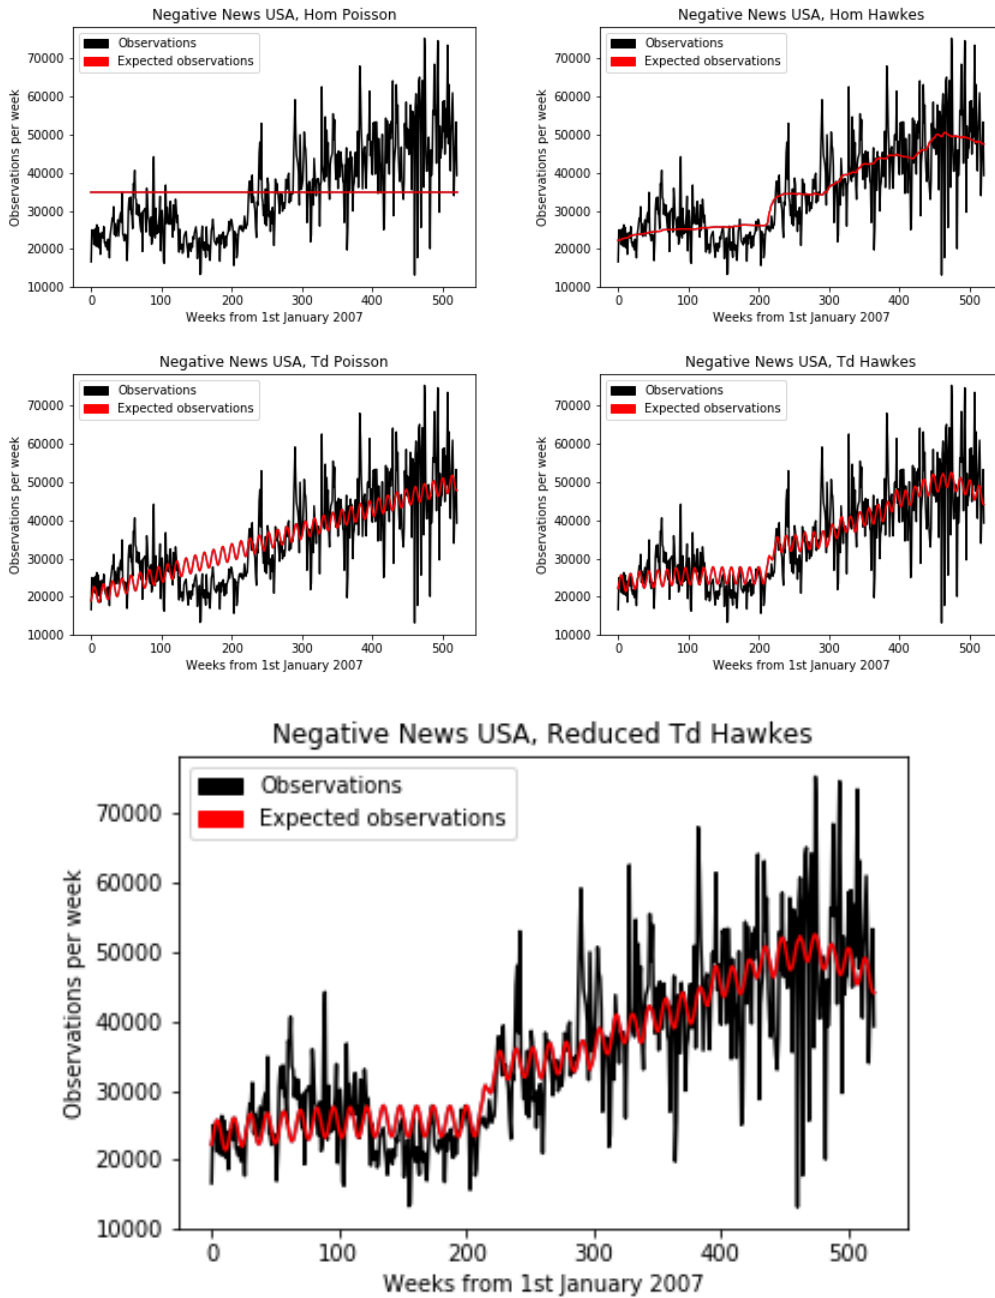 Negative News USA, Hom Poisson
Observations
Expected observations
Observations per week
70000
60000
50000
40000
30000
20000
10000
0 100 200 300 400 500
Weeks from 1st January 2007
Negative News USA, Hom Hawkes
Observations
Expected observations
Observations per week
70000
60000
50000
40000
30000
20000
10000
0 100 200 300 400 500
Weeks from 1st January 2007
Negative News USA, Td Poisson
Observations
Expected observations
Observations per week
70000
60000
50000
40000
30000
20000
10000
0 100 200 300 400 500
Weeks from 1st January 2007
Negative News USA, Td Hawkes
Observations
Expected observations
Observations per week
70000
60000
50000
40000
30000
20000
10000
0 100 200 300 400 500
Weeks from 1st January 2007
Negative News USA, Reduced Td Hawkes
Observations
Expected observations
Observations per week
70000
60000
50000
40000
30000
20000
10000
0 100 200 300 400 500
Weeks from 1st January 2007